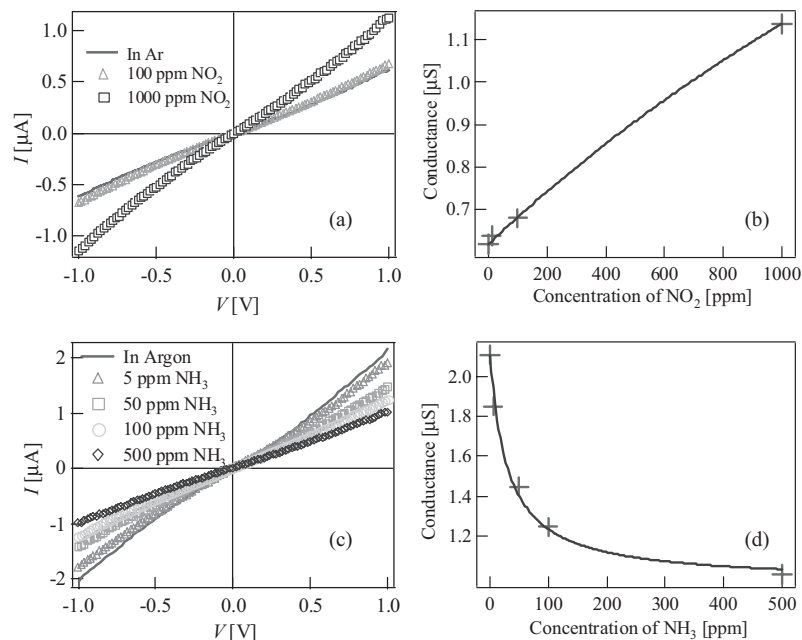 1.0
0.5
0.0
-0.5
-1.0
I [μA]
In Ar
100 ppm NO2
1000 ppm NO2
(a)
-1.0 -0.5 0.0 0.5 1.0
V [V]
1.1
1.0
0.9
0.8
0.7
0.6
Conductance [μS]
(b)
0 200 400 600 800 1000
Concentration of NO2 [ppm]
2
1
0
-1
-2
I [μA]
In Argon
5 ppm NH3
50 ppm NH3
100 ppm NH3
500 ppm NH3
(c)
-1.0 -0.5 0.0 0.5 1.0
V [V]
2.0
1.8
1.6
1.4
1.2
Conductance [μS]
(d)
0 100 200 300 400 500
Concentration of NH3 [ppm]